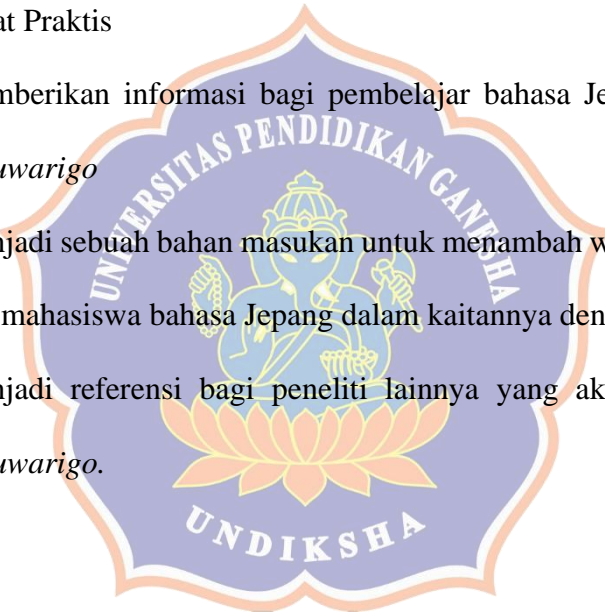 at Praktis
mberikan informasi bagi pembelajar bahasa Je
uwarigo
njadi sebuah bahan masukan untuk menambah w
mahasiswa bahasa Jepang dalam kaitannya den
njadi referensi bagi peneliti lainnya yang ak
uwarigo.
UNIVERSITAS PENDIDIKAN GANESHA
UNDIKSHA